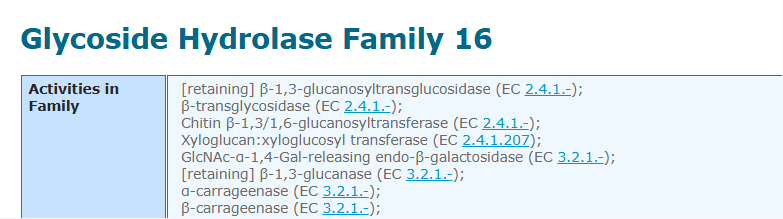 Glycoside Hydrolase Family 16
Activities in Family
[retaining] β-1,3-glucanosyltransglucosidase (EC 2.4.1.-);
β-transglycosidase (EC 2.4.1.-);
Chitin β-1,3/1,6-glucanosyltransferase (EC 2.4.1.-);
Xyloglucan:xyloglucosyl transferase (EC 2.4.1.207);
GlcNAc-α-1,4-Gal-releasing endo-β-galactosidase (EC 3.2.1.-);
[retaining] β-1,3-glucanase (EC 3.2.1.-);
α-carrageenase (EC 3.2.1.-);
β-carrageenase (EC 3.2.1.-);